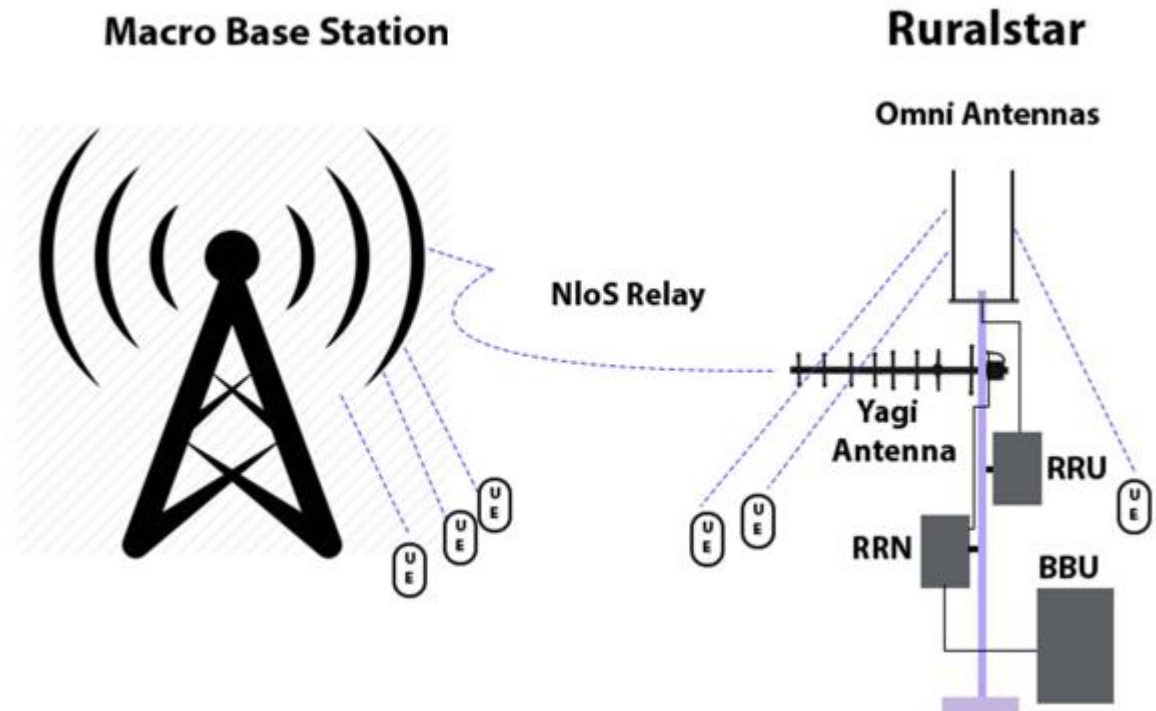 Macro Base Station
Ruralstar
Omni Antennas
NloS Relay
Yagi
Antenna
RRU
RRN
BBU
U
E
U
E
U
E
U
E
U
E
U
E